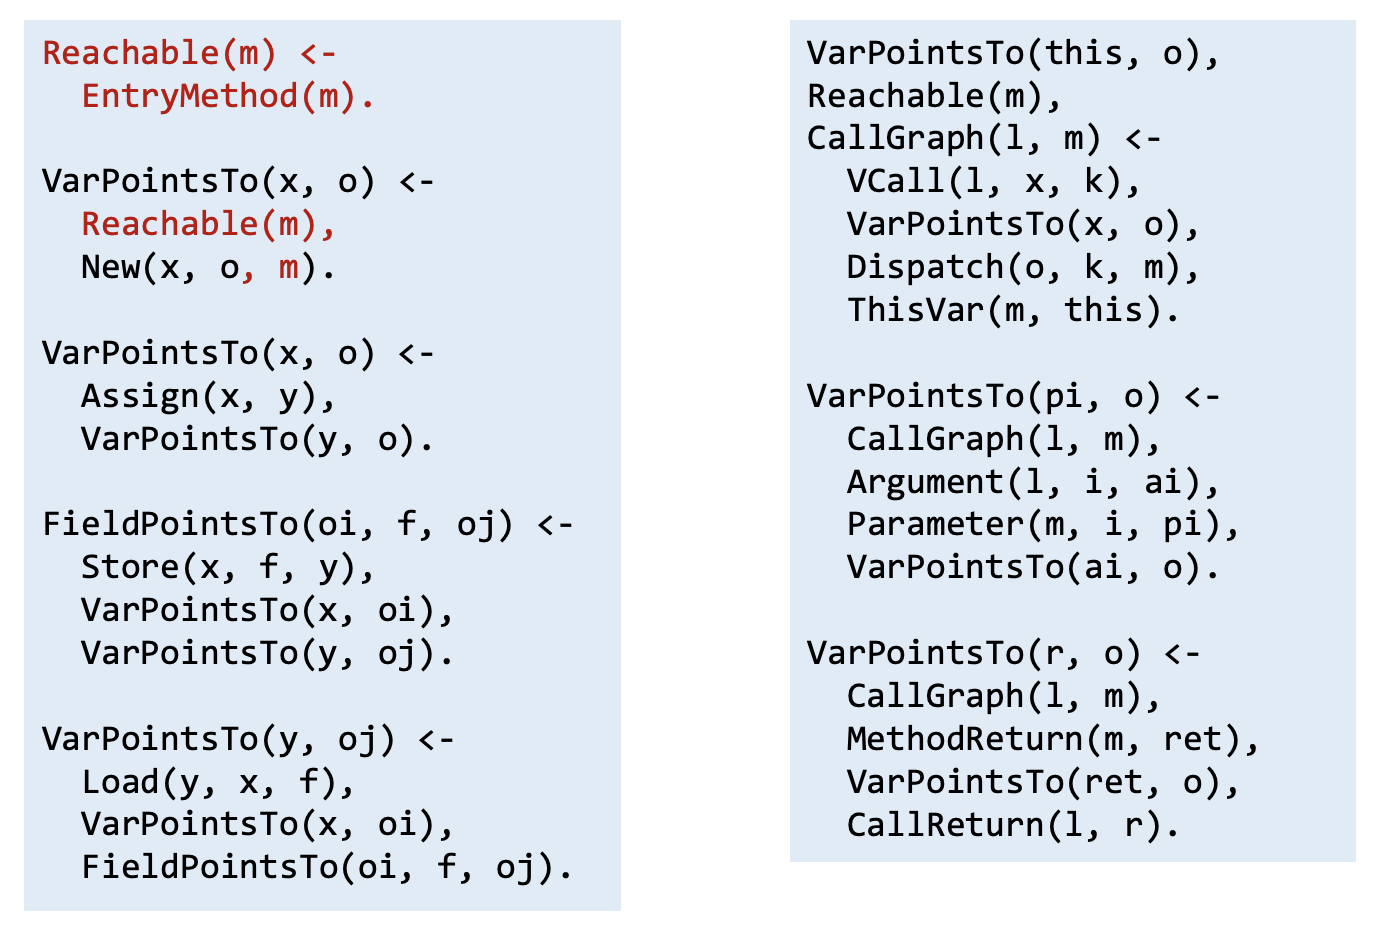 Reachable(m) <-
  EntryMethod(m).

VarPointsTo(x, o) <-
  Reachable(m),
  New(x, o, m).

VarPointsTo(x, o) <-
  Assign(x, y),
  VarPointsTo(y, o).

FieldPointsTo(oi, f, oj) <-
  Store(x, f, y),
  VarPointsTo(x, oi),
  VarPointsTo(y, oj).

VarPointsTo(y, oj) <-
  Load(y, x, f),
  VarPointsTo(x, oi),
  FieldPointsTo(oi, f, oj).

VarPointsTo(this, o),
Reachable(m),
CallGraph(l, m) <-
  VCall(l, x, k),
  VarPointsTo(x, o),
  Dispatch(o, k, m),
  ThisVar(m, this).

VarPointsTo(pi, o) <-
  CallGraph(l, m),
  Argument(l, i, ai),
  Parameter(m, i, pi),
  VarPointsTo(ai, o).

VarPointsTo(r, o) <-
  CallGraph(l, m),
  MethodReturn(m, ret),
  VarPointsTo(ret, o),
  CallReturn(l, r).